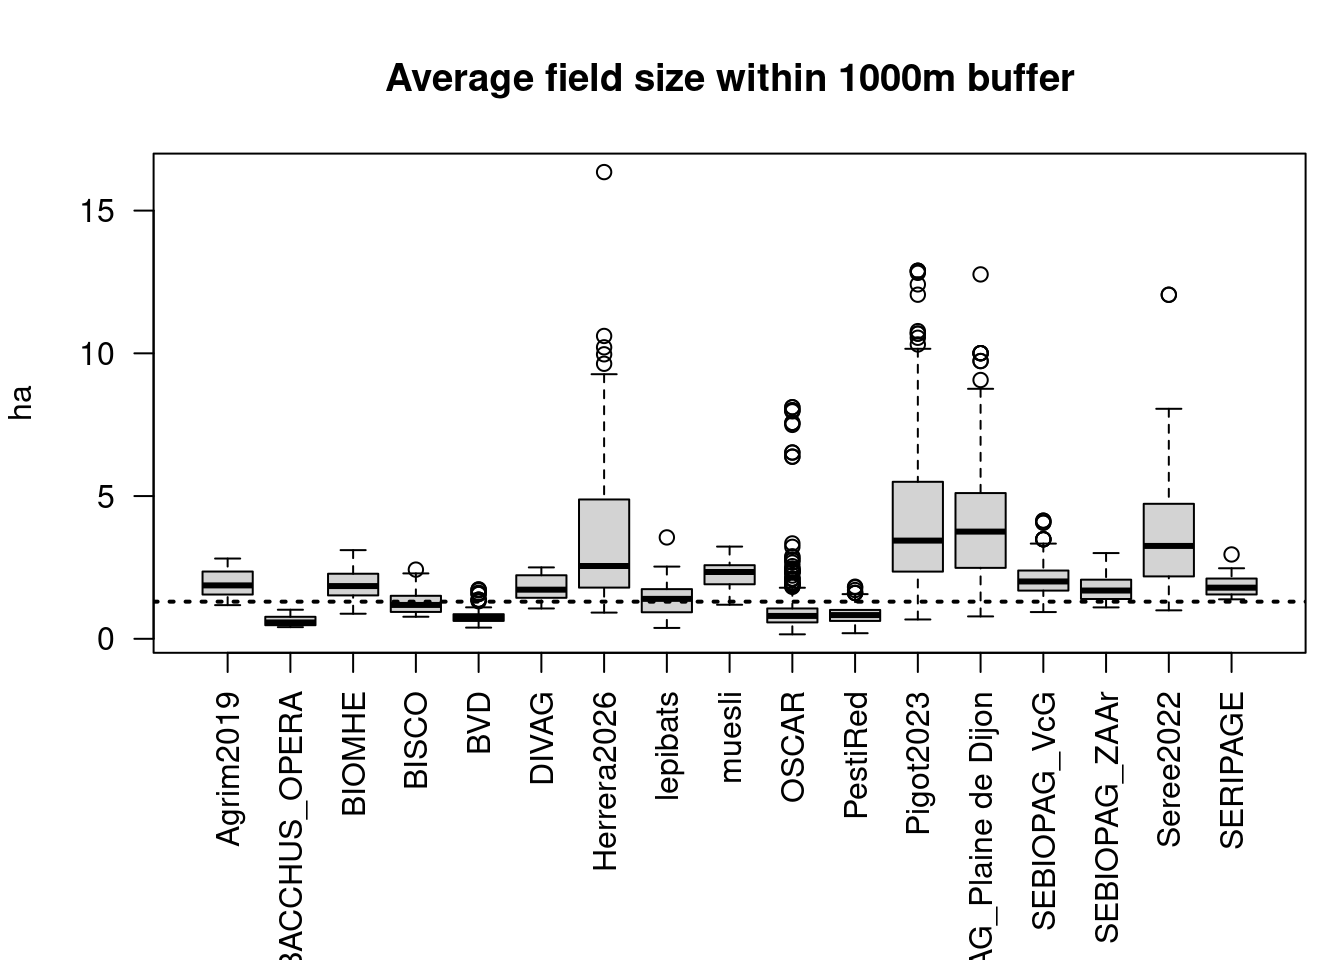 Average field size within 1000m buffer
ha
15
10
5
0
Agrim2019
BACCHUS_OPERA
BIOMHE
BISCO
BVD
DIVAG
Herrera2026
lepibats
muesli
OSCAR
PestiRed
Pigot2023
AG_Plaine de Dijon
SEBIOPAG_VcG
SEBIOPAG_ZAAr
Seree2022
SERIPAGE